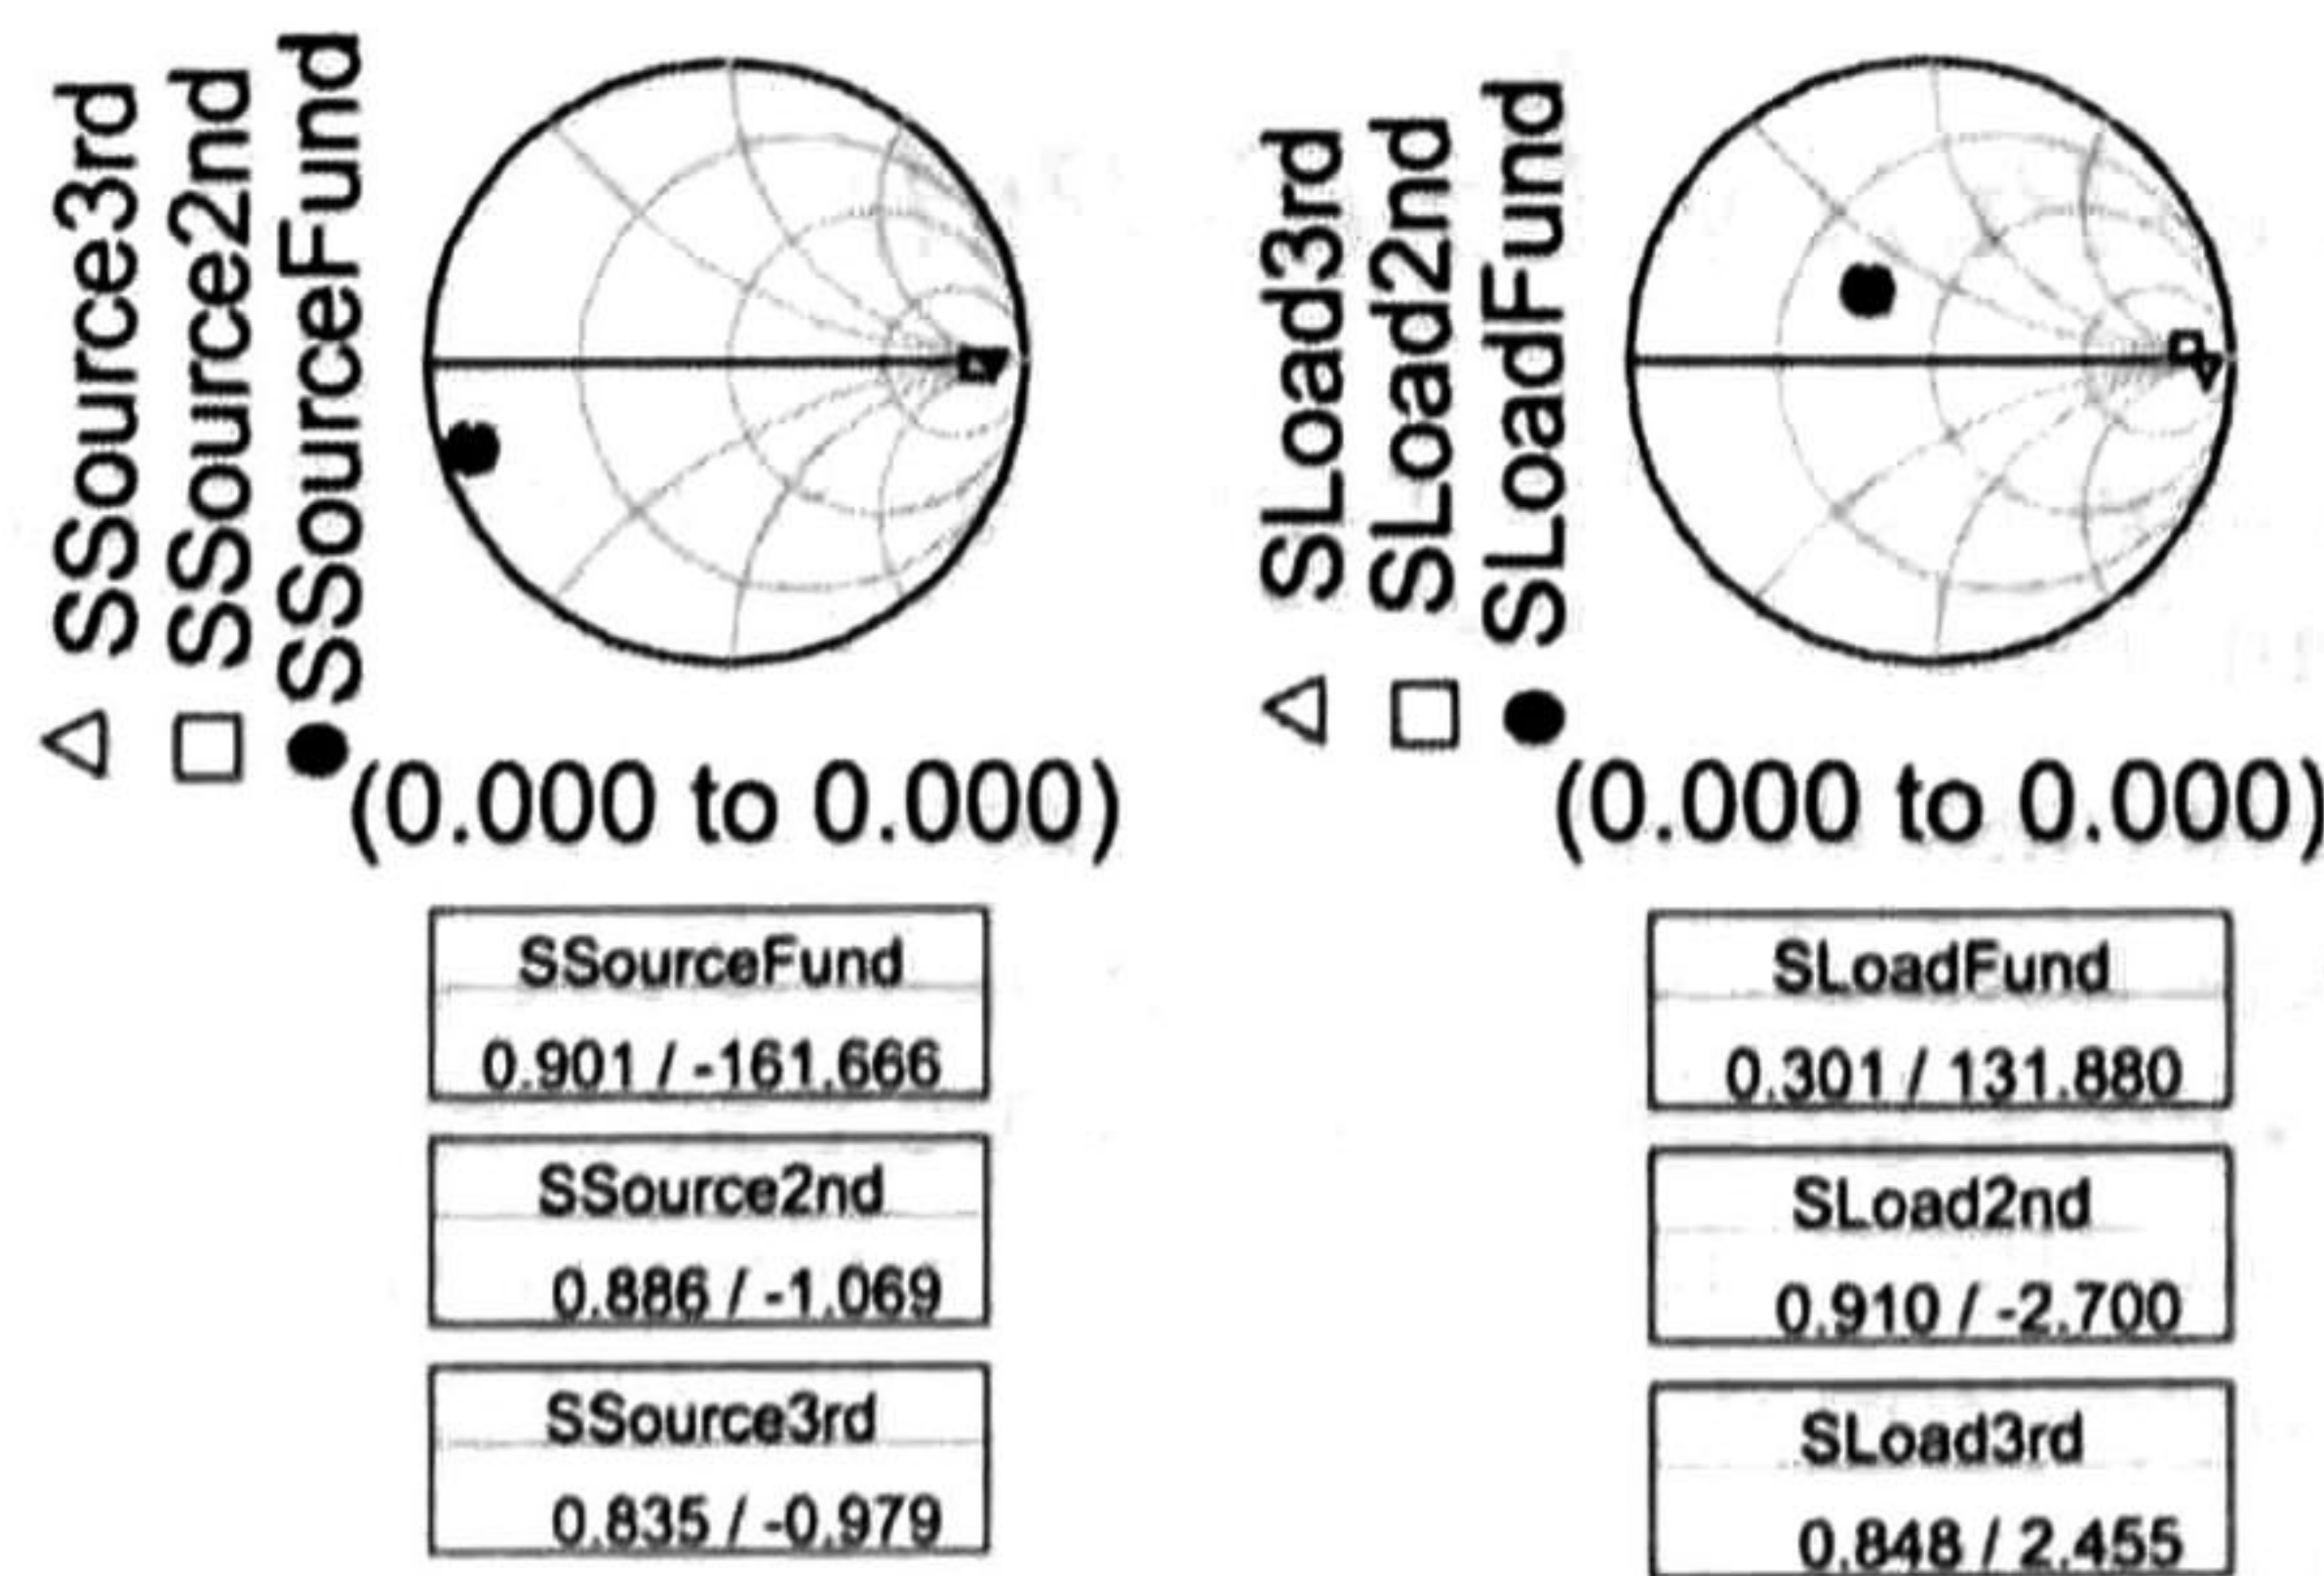 SSource3rd
SSource2nd
SSourceFund
(0.000 to 0.000)
SSourceFund
0.901 / -161.666
SSource2nd
0.886 / -1.069
SSource3rd
0.835 / -0.979
SLoad3rd
SLoad2nd
SLoadFund
(0.000 to 0.000)
SLoadFund
0.301 / 131.880
SLoad2nd
0.910 / -2.700
SLoad3rd
0.848 / 2.455